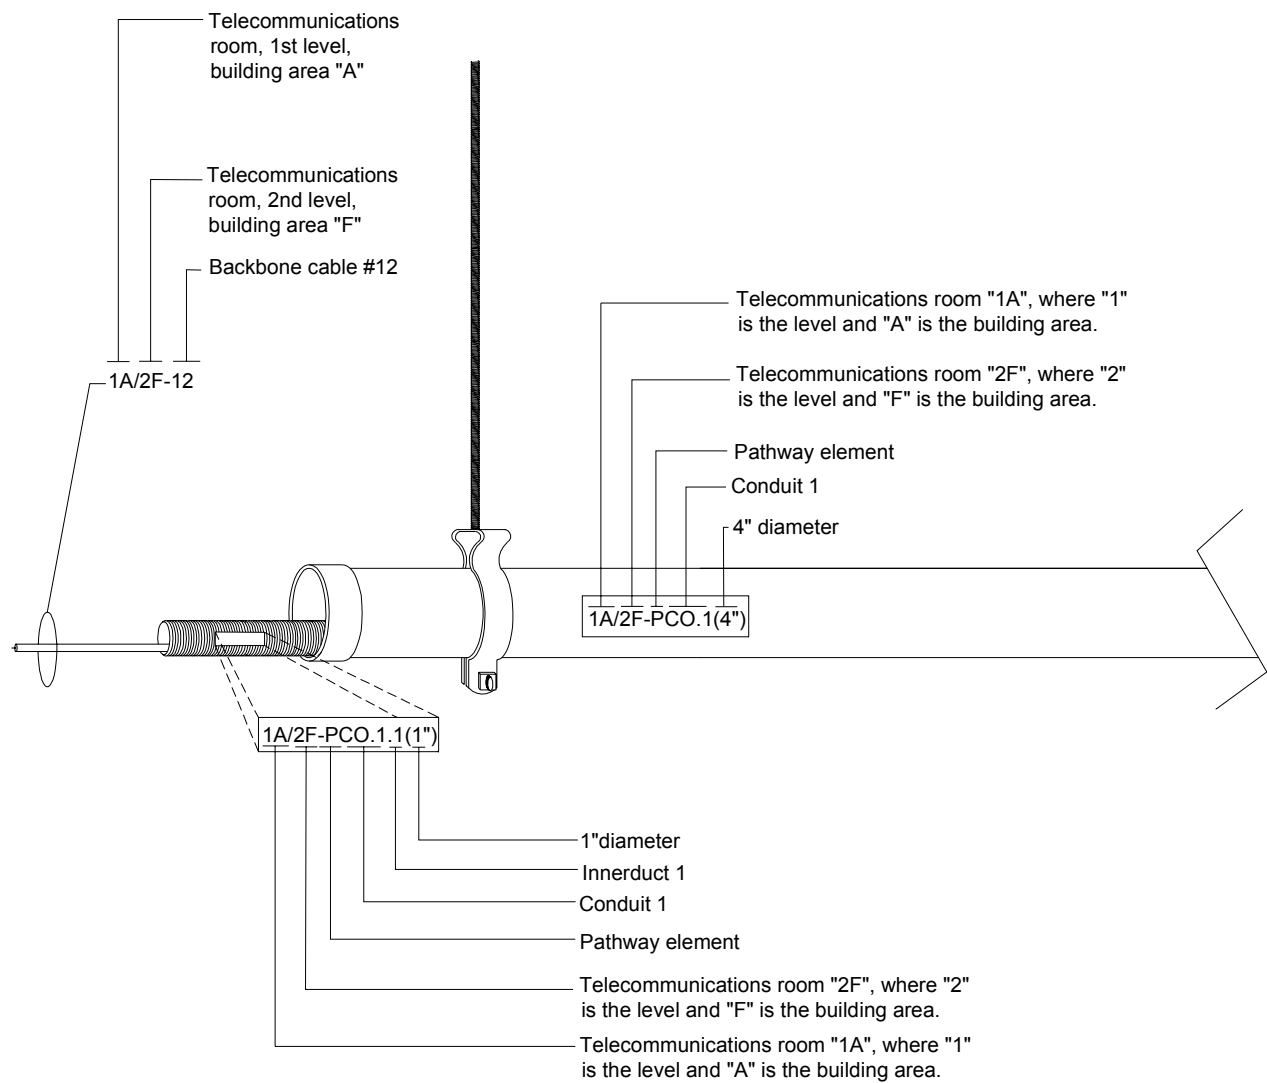 Telecommunications
room, 1st level,
building area "A"
Telecommunications
room, 2nd level,
building area "F"
Backbone cable #12
1A/2F-12
Telecommunications room "1A", where "1"
is the level and "A" is the building area.
Telecommunications room "2F", where "2"
is the level and "F" is the building area.
Pathway element
Conduit 1
4" diameter
1A/2F-PCO.1(4")
1A/2F-PCO.1.1(1")
1"diameter
Innerduct 1
Conduit 1
Pathway element
Telecommunications room "2F", where "2"
is the level and "F" is the building area.
Telecommunications room "1A", where "1"
is the level and "A" is the building area.